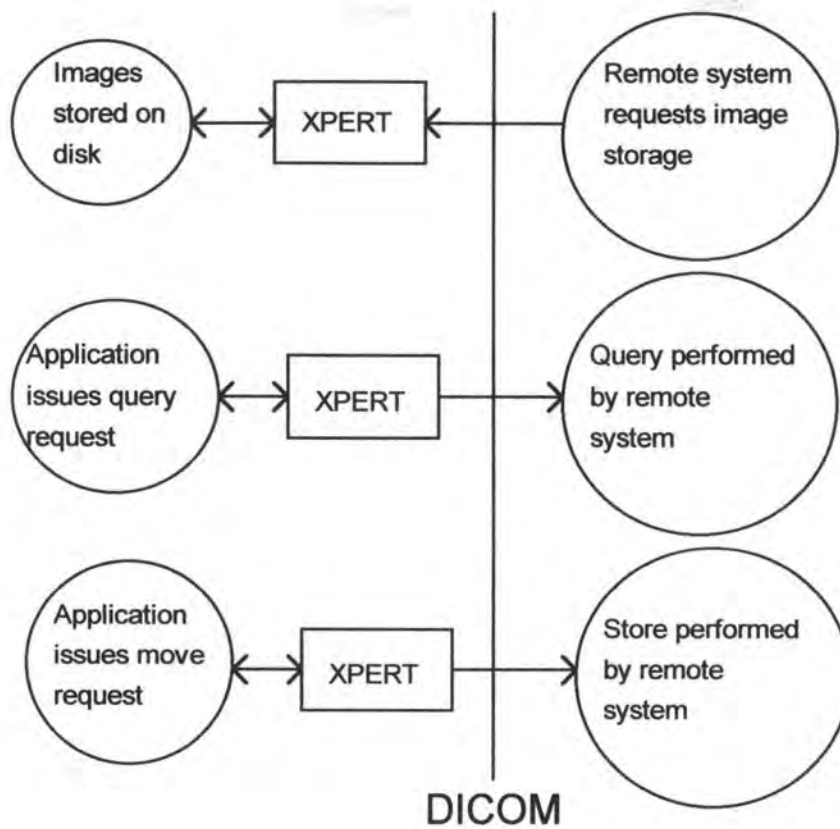 Images
stored on
disk
XPERT
Remote system
requests image
storage
Application
issues query
request
XPERT
Query performed
by remote
system
Application
issues move
request
XPERT
Store performed
by remote
system
DICOM